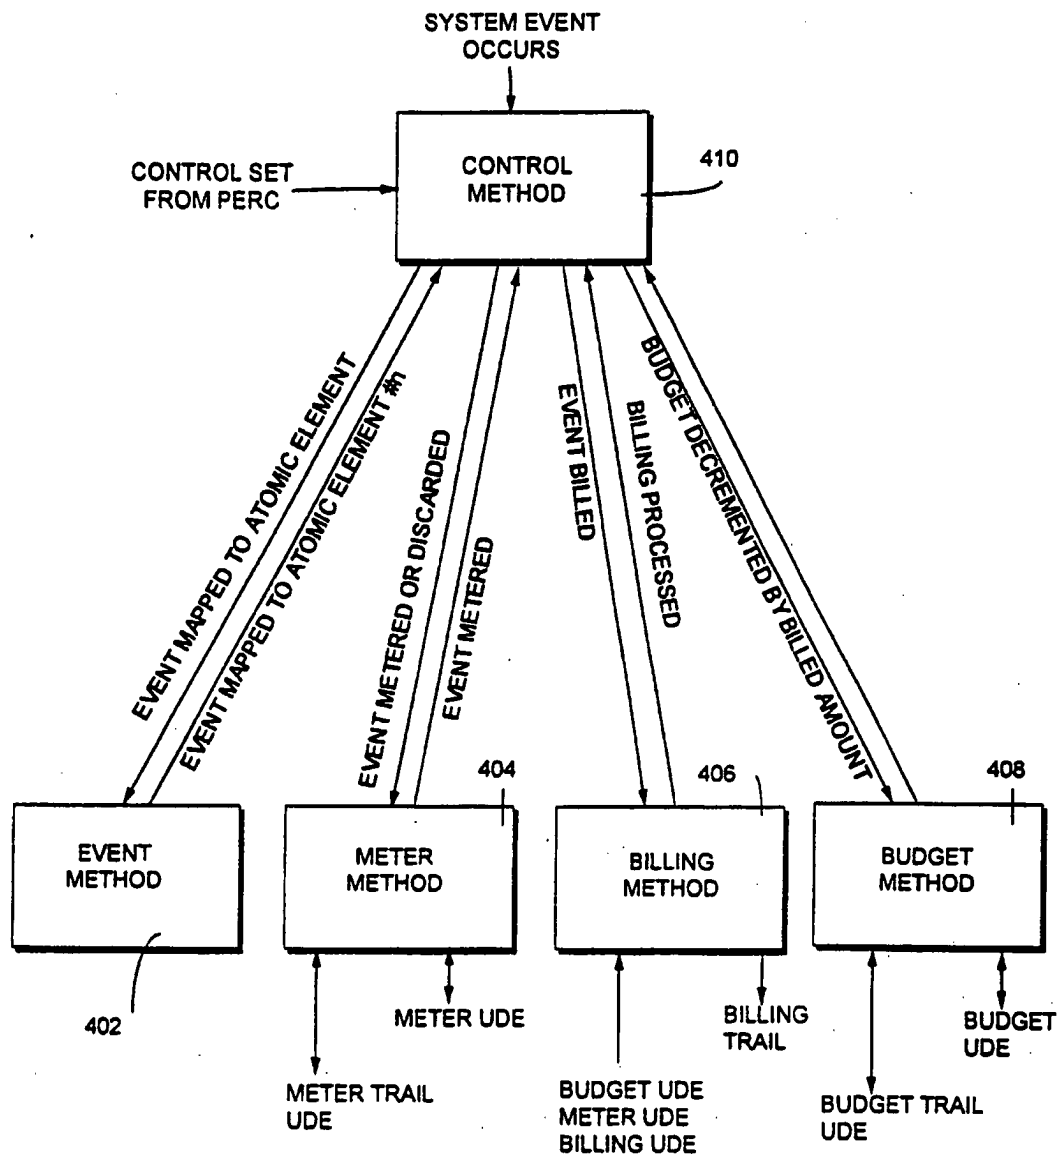 SYSTEM EVENT
OCCURS
CONTROL
METHOD
410
CONTROL SET
FROM PERC
EVENT MAPPED TO ATOMIC ELEMENT
EVENT MAPPED TO ATOMIC ELEMENT #n
EVENT METERED OR DISCARDED
EVENT METERED
EVENT BILLED
BILLING PROCESSED
BUDGET DECREMENTED BY BILLED AMOUNT
404
406
408
EVENT
METHOD
METER
METHOD
BILLING
METHOD
BUDGET
METHOD
402
METER UDE
BILLING
TRAIL
BUDGET
UDE
METER TRAIL
UDE
BUDGET UDE
METER UDE
BILLING UDE
BUDGET TRAIL
UDE